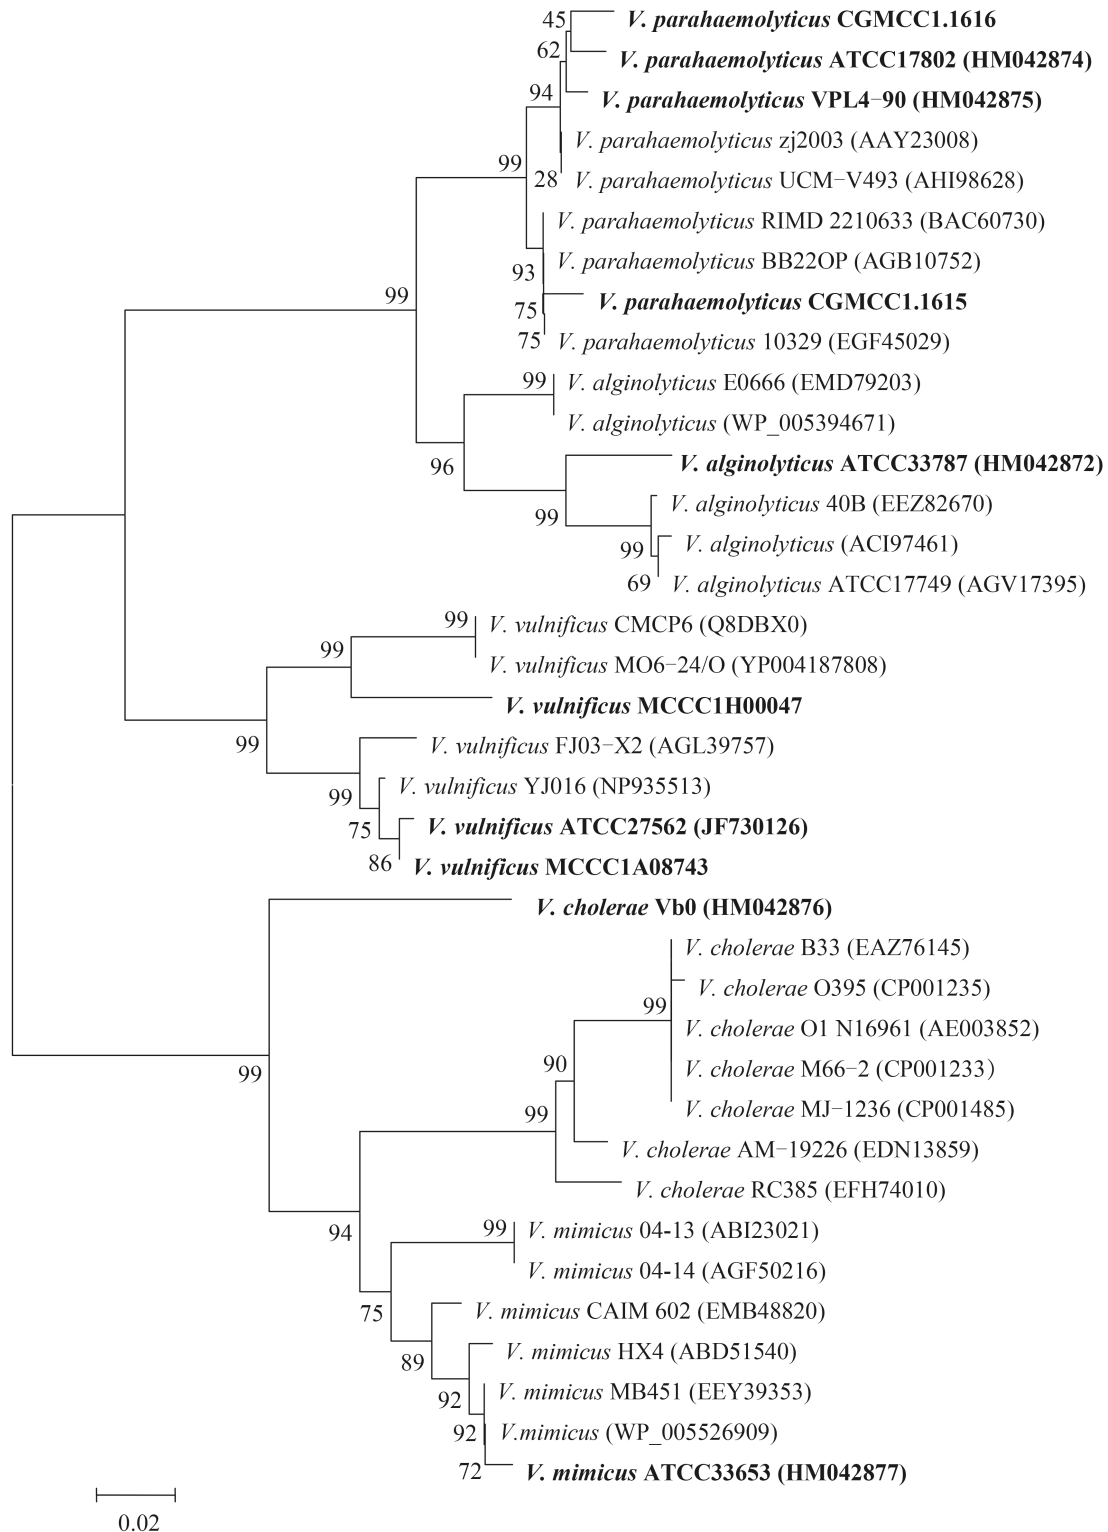 45
V. parahaemolyticus CGMCC1.1616
62
V. parahaemolyticus ATCC17802 (HM042874)
94
V. parahaemolyticus VPL4−90 (HM042875)
V. parahaemolyticus zj2003 (AAY23008)
99
28
V. parahaemolyticus UCM−V493 (AHI98628)
V. parahaemolyticus RIMD 2210633 (BAC60730)
V. parahaemolyticus BB22OP (AGB10752)
93
99
V. parahaemolyticus CGMCC1.1615
75
75
V. parahaemolyticus 10329 (EGF45029)
99
V. alginolyticus E0666 (EMD79203)
V. alginolyticus (WP_005394671)
96
V. alginolyticus ATCC33787 (HM042872)
V. alginolyticus 40B (EEZ82670)
99
V. alginolyticus (ACI97461)
99
69
V. alginolyticus ATCC17749 (AGV17395)
99
V. vulnificus CMCP6 (Q8DBX0)
99
V. vulnificus MO6−24/O (YP004187808)
V. vulnificus MCCC1H00047
99
V. vulnificus FJ03−X2 (AGL39757)
V. vulnificus YJ016 (NP935513)
99
75
V. vulnificus ATCC27562 (JF730126)
86
V. vulnificus MCCC1A08743
V. cholerae Vb0 (HM042876)
V. cholerae B33 (EAZ76145)
V. cholerae O395 (CP001235)
99
V. cholerae O1 N16961 (AE003852)
90
V. cholerae M66−2 (CP001233)
99
V. cholerae MJ−1236 (CP001485)
99
V. cholerae AM−19226 (EDN13859)
V. cholerae RC385 (EFH74010)
94
99
V. mimicus 04-13 (ABI23021)
V. mimicus 04-14 (AGF50216)
75
V. mimicus CAIM 602 (EMB48820)
V. mimicus HX4 (ABD51540)
89
V. mimicus MB451 (EEY39353)
92
V.mimicus (WP_005526909)
92
72
V. mimicus ATCC33653 (HM042877)
0.02